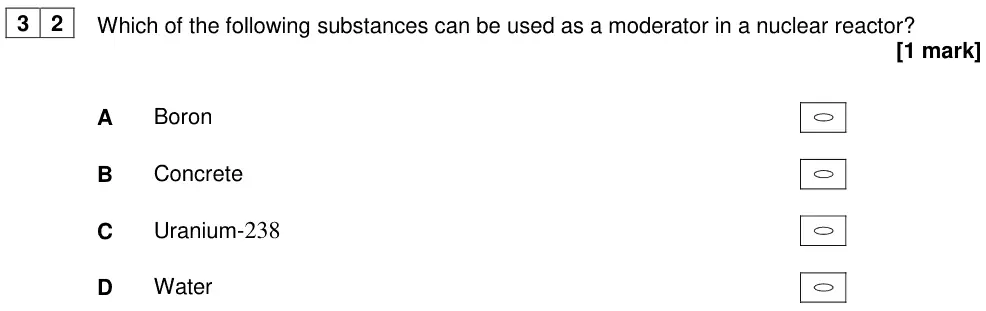 3 2 Which of the following substances can be used as a moderator in a nuclear reactor?
[1 mark]
A Boron
B Concrete
C Uranium-238
D Water